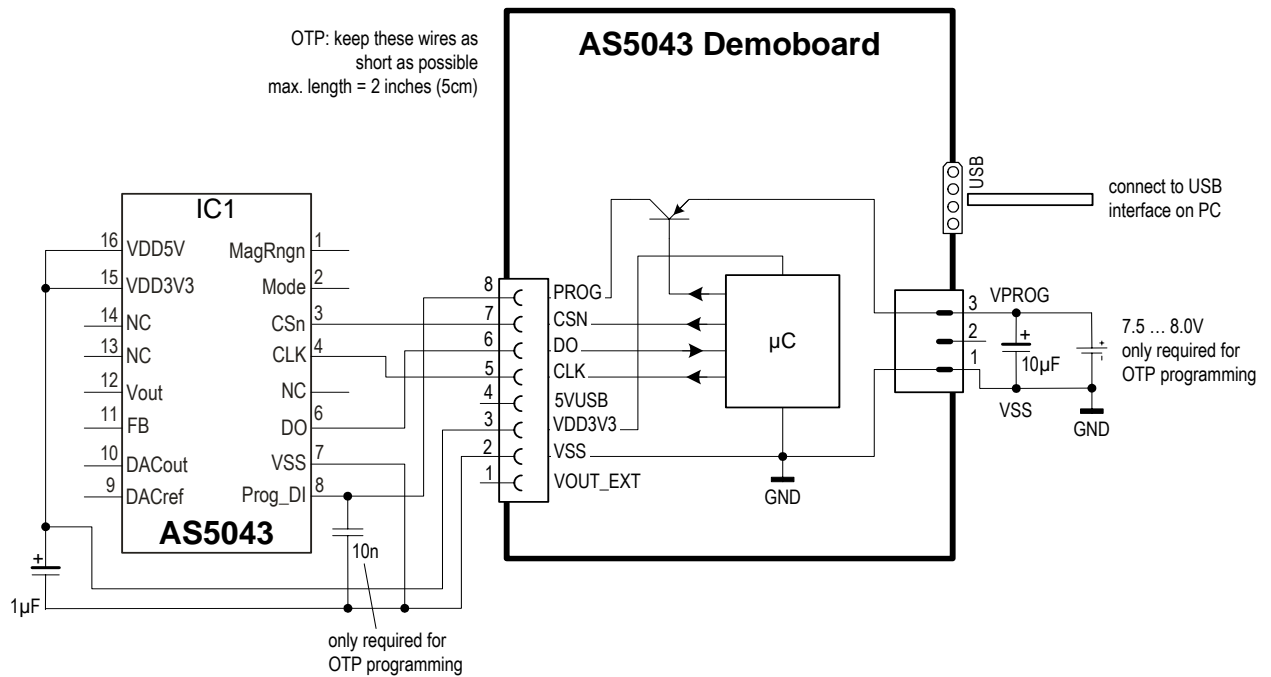 OTP: keep these wires as
short as possible
max. length = 2 inches (5cm)
AS5043 Demoboard
USB
connect to USB
interface on PC
IC1
16 VDD5V
MagRngn 1
15 VDD3V3
Mode 2
14 NC
CSn 3
13 NC
CLK 4
12 Vout
NC
11 FB
DO 6
10 DACout
VSS 7
9 DACref
Prog_DI 8
AS5043
8 PROG
7 CSN
6 DO
5 CLK
4 5VUSB
3 VDD3V3
2 VSS
1 VOUT_EXT
µC
GND
3 VPROG
2
1
+
10µF
VSS
+
-
GND
7.5 ... 8.0V
only required for
OTP programming
+
1µF
10n
only required for
OTP programming